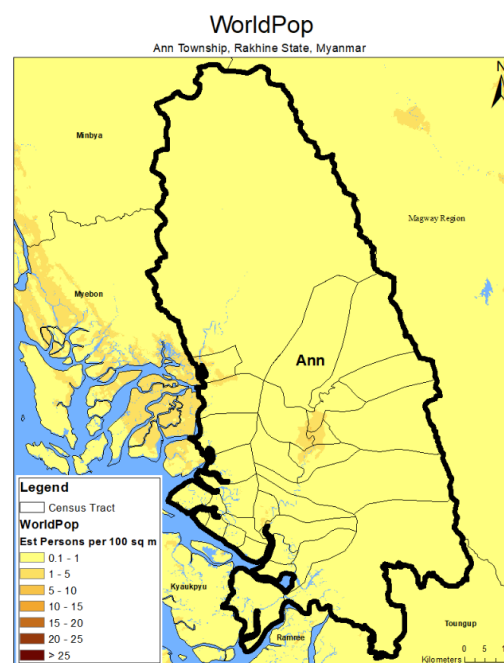 WorldPop
Ann Township, Rakhine State, Myanmar
N
Minbya
Magway Region
Myebon
Ann
Legend
Census Tract
WorldPop
Est Persons per 100 sq m
0.1 - 1
1 - 5
5 - 10
10 - 15
15 - 20
20 - 25
> 25
Kyaukpyu
Ramree
Toungup
0 5
Kilometers